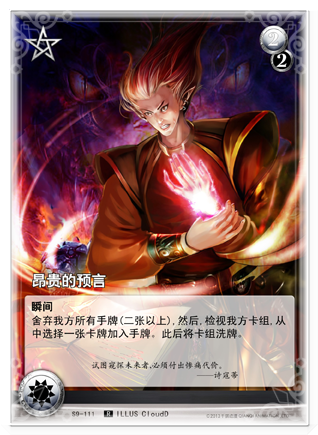 2
2
昂贵的预言
瞬间
舍弃我方所有手牌(二张以上),然后,检视我方卡组,从
中选择一张卡牌加入手牌。此后将卡组洗牌。
试图窥探未来者,必须付出惨痛代价。
——诗寇蒂
S0-111 R ILLUS CloudD